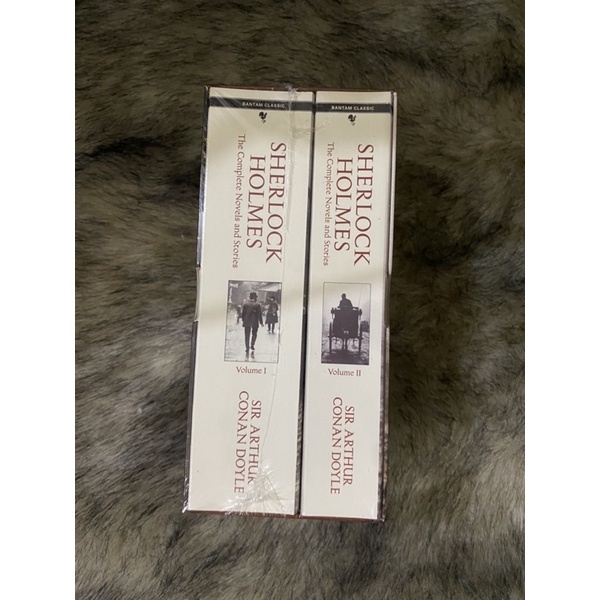 BANTAM CLASSIC
SHERLOCK
HOLMES
The Complete Novels and Stories
Volume I
SIR ARTHUR
CONAN DOYLE
BANTAM CLASSIC
SHERLOCK
HOLMES
The Complete Novels and Stories
Volume II
SIR ARTHUR
CONAN DOYLE